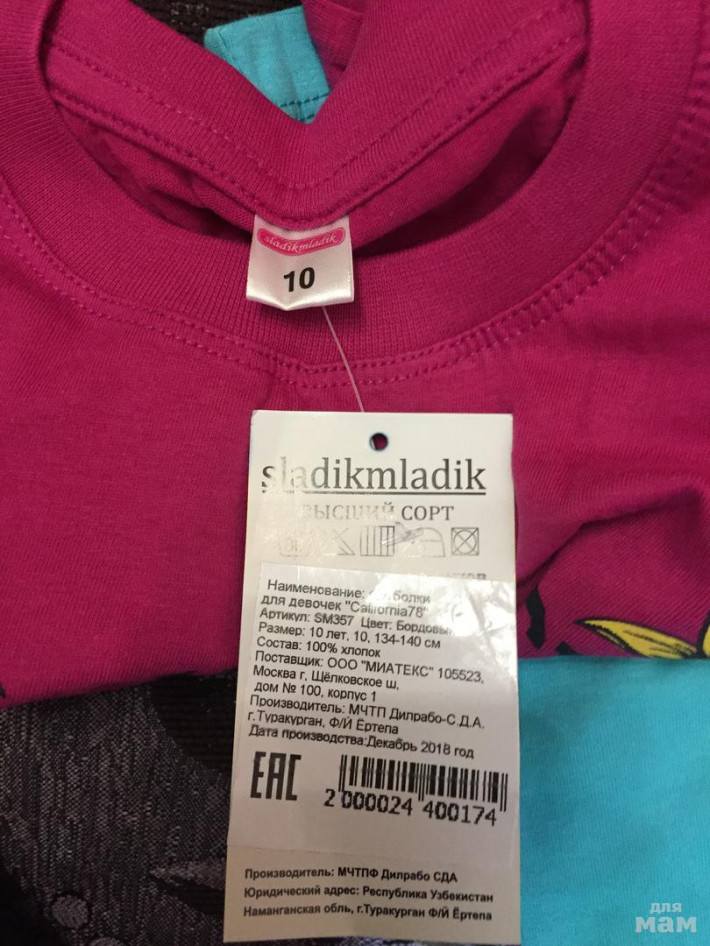 sladikmladik
10
sladikmladik
ВЫСШИЙ СОРТ
Наименование:
для девочек "California78"
Артикул: SM357 Цвет: Бордовый
Размер: 10 лет, 10, 134-140 см
Состав: 100% хлопок
Поставщик: ООО "МИАТЕКС" 105523,
Москва г, Щёлковское ш,
дом № 100, корпус 1
Производитель: МЧТП Дилрабо-С.Д.А.
г.Туракурган, Ф/Й Ёртепа
Дата производства:Декабрь 2018 год
EAC
2 000024 400174
Производитель: МЧТПФ Дилрабо СДА
Юридический адрес: Республика Узбекистан
Наманганская обль, г.Туракурган Ф/Й Ёртепа
для
мам